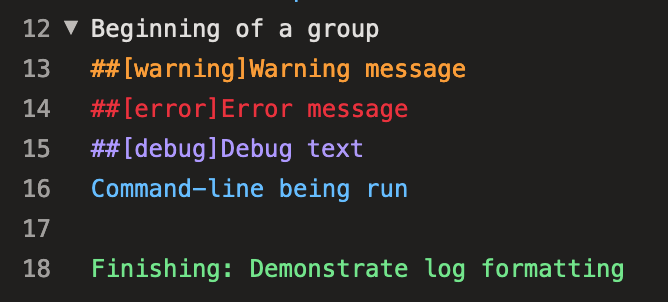 12 ▼ Beginning of a group
13 ##[warning]Warning message
14 ##[error]Error message
15 ##[debug]Debug text
16 Command-line being run
17
18 Finishing: Demonstrate log formatting